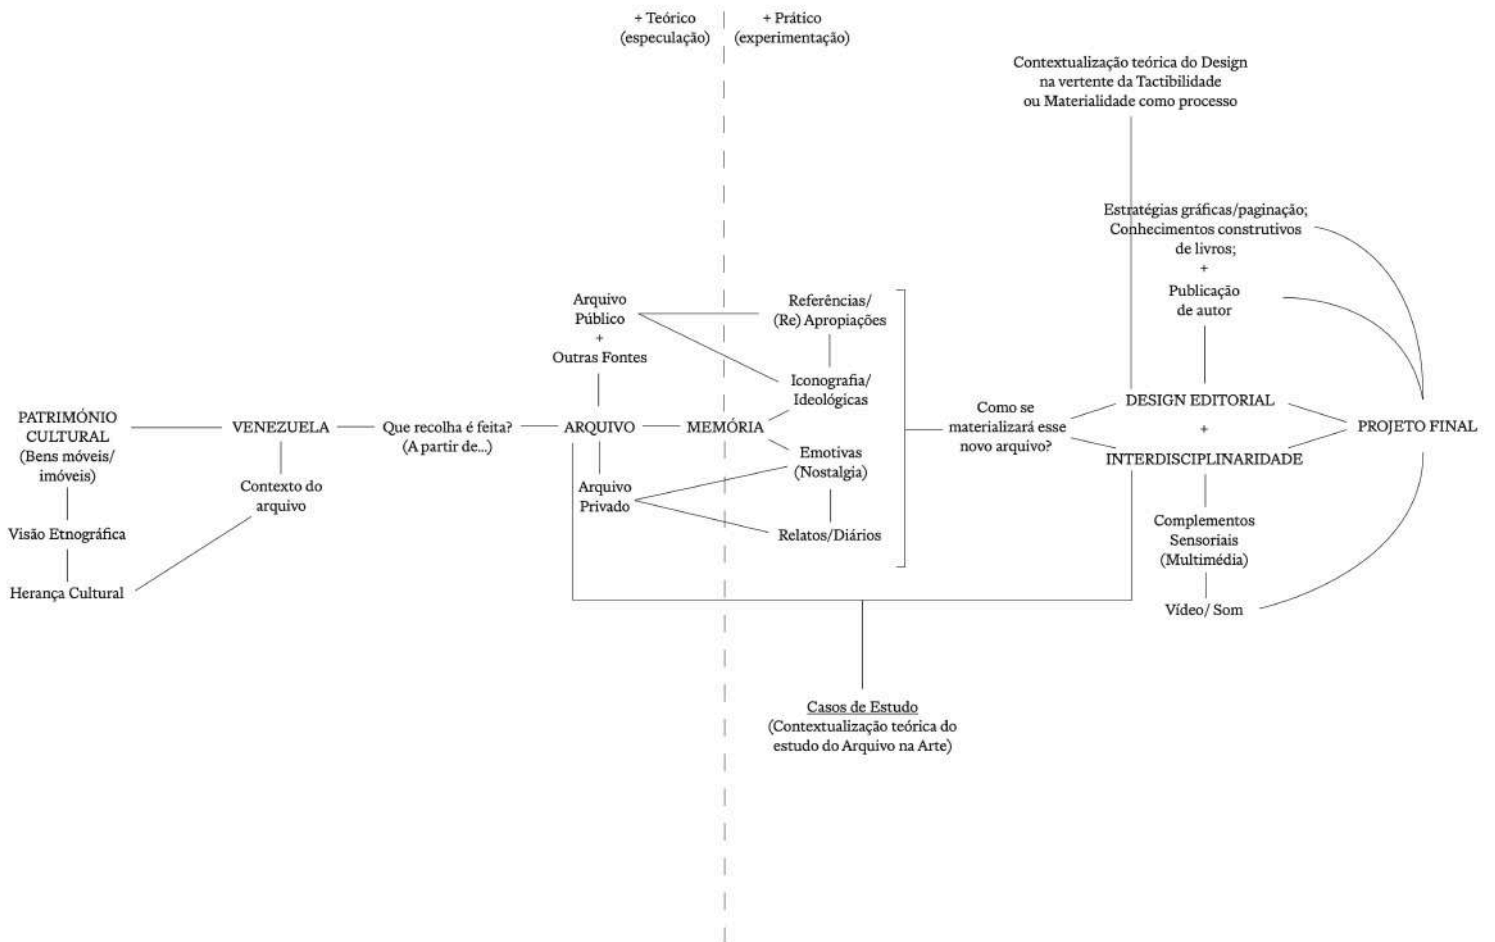 + Teórico
(especulação)
+ Prático
(experimentação)
Contextualização teórica do Design
na vertente da Tactibilidade
ou Materialidade como processo
Estratégias gráficas/paginação;
Conhecimentos construtivos
de livros;
+
Publicação
de autor
Arquivo
Público
+
Outras Fontes
Referências/
(Re) Apropiações
Iconografia/
Ideológicas
PATRIMÓNIO
CULTURAL
(Bens móveis/
imóveis)
VENEZUELA
Que recolha é feita?
(A partir de...)
ARQUIVO
MEMÓRIA
Como se
materializará esse
novo arquivo?
DESIGN EDITORIAL
+
INTERDISCIPLINARIDADE
PROJETO FINAL
Emotivas
(Nostalgia)
Contexto do
arquivo
Arquivo
Privado
Visão Etnográfica
Relatos/Diários
Complementos
Sensoriais
(Multimédia)
Herança Cultural
Vídeo/ Som
Casos de Estudo
(Contextualização teórica do
estudo do Arquivo na Arte)